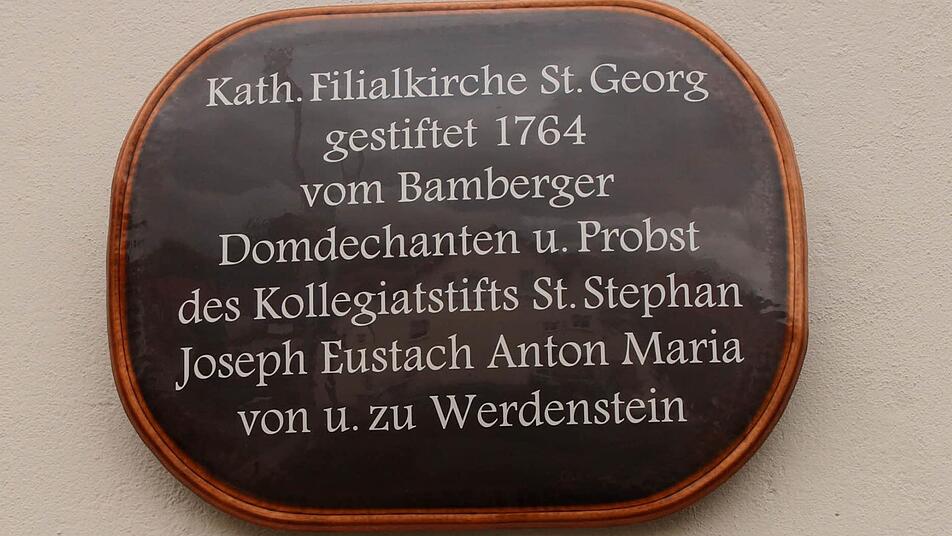 Kath. Filialkirche St. Georg
gestiftet 1764
vom Bamberger
Domdechanten u. Probst
des Kollegiatstifts St. Stephan
Joseph Eustach Anton Maria
von u. zu Werdenstein